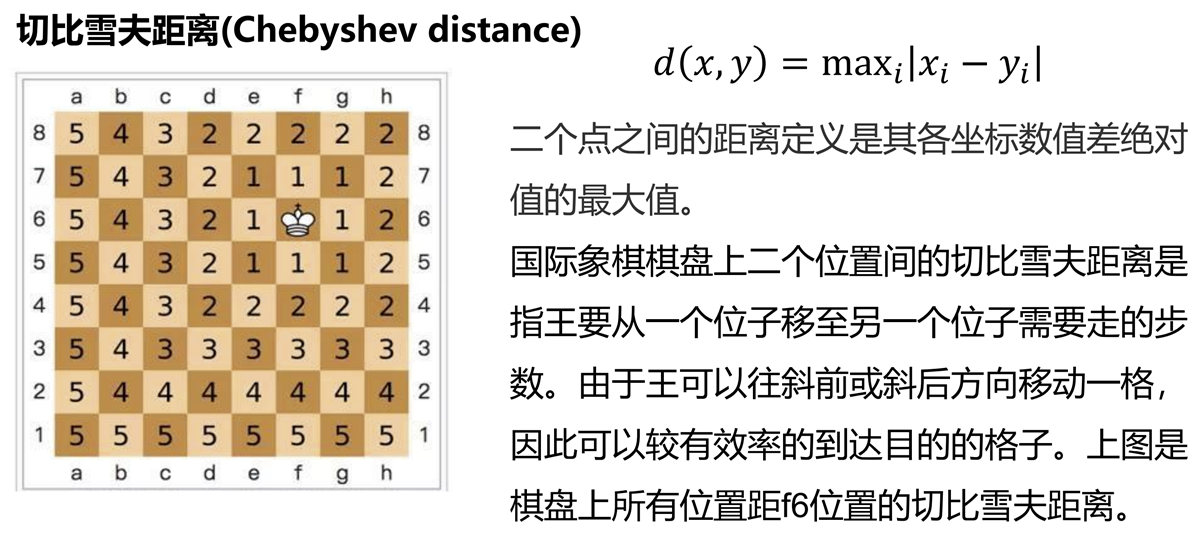 切比雪夫距离(Chebyshev distance)
d(x, y) = maxᵢ|xᵢ − yᵢ|
a b c d e f g h
8 5 4 3 2 2 2 2 2 8
7 5 4 3 2 1 1 1 2 7
6 5 4 3 2 1 1 2 6
5 5 4 3 2 1 1 1 2 5
4 5 4 3 2 2 2 2 2 4
3 5 4 3 3 3 3 3 3 3
2 5 4 4 4 4 4 4 4 2
1 5 5 5 5 5 5 5 5 1
a b c d e f g h
二个点之间的距离定义是其各坐标数值差绝对
值的最大值。
国际象棋棋盘上二个位置间的切比雪夫距离是
指王要从一个位子移至另一个位子需要走的步
数。由于王可以往斜前或斜后方向移动一格，
因此可以较有效率的到达目的的格子。上图是
棋盘上所有位置距f6位置的切比雪夫距离。